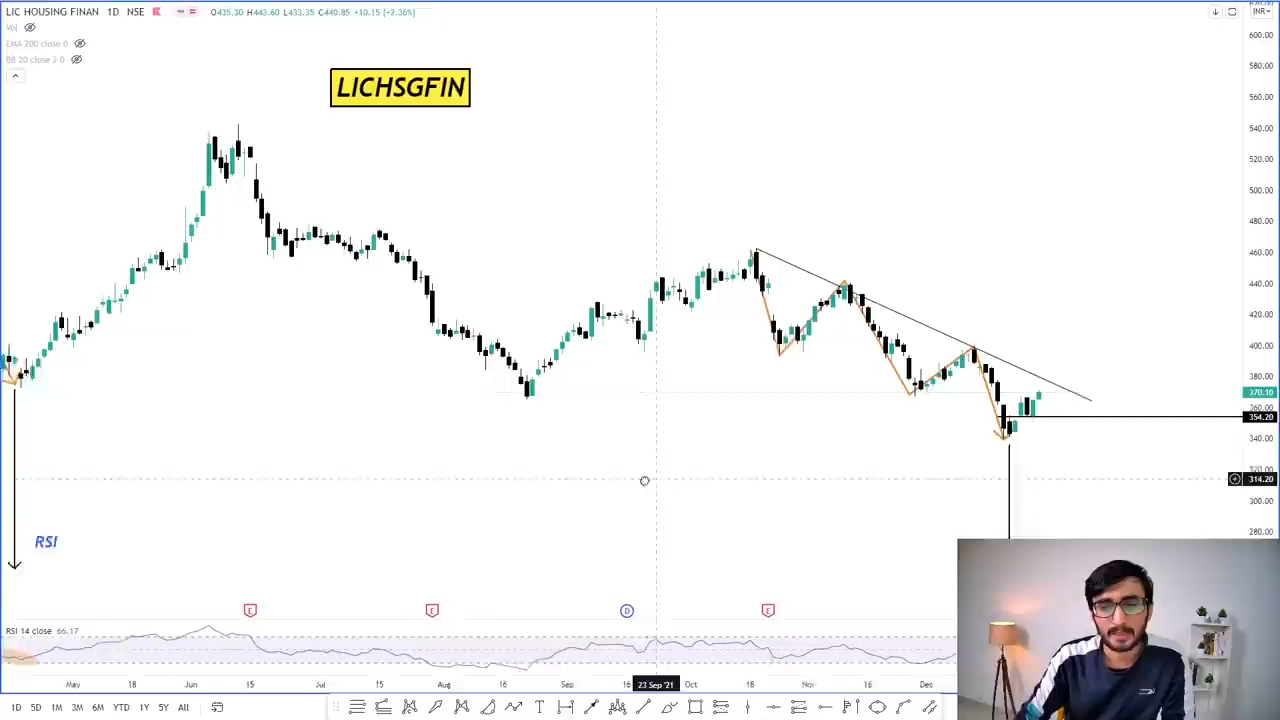 LIC HOUSING FINAN 1D NSE O435.30 H443.60 L433.35 C440.85 +10.15 (+2.36%) INR
Vol
EMA 200 close 0
BB 20 close 2 0
LICHSGFIN
600.00
580.00
560.00
540.00
520.00
500.00
480.00
460.00
440.00
420.00
400.00
380.00
370.10
360.00
354.20
340.00
314.20
300.00
280.00
RSI
E E D E
RSI 14 close 66.17
May 18 Jun 15 Jul 15 Aug 16 Sep 16 23 Sep '21 Oct 18 Nov 16 Dec
1D 5D 1M 3M 6M YTD 1Y 5Y All